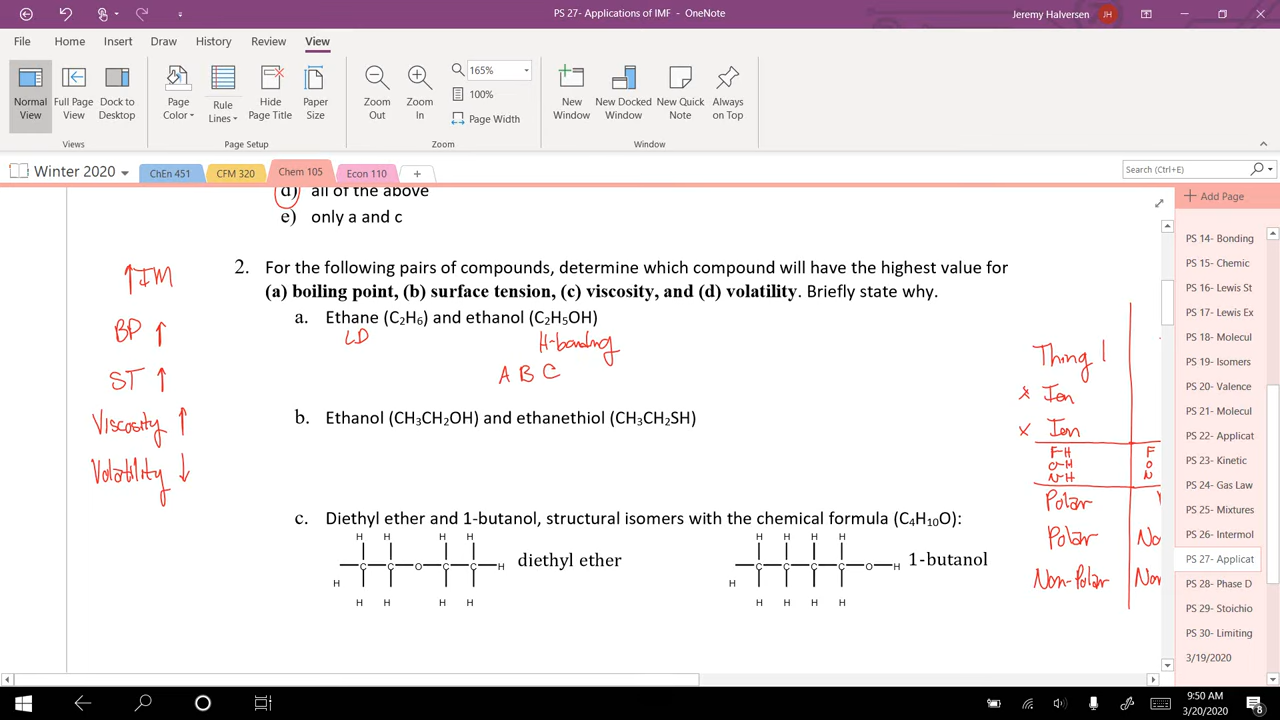 PS 27- Applications of IMF - OneNote
Jeremy Halversen JH
File Home Insert Draw History Review View
Normal View
Full Page View
Dock to Desktop
Views
Page Color
Rule Lines
Hide Page Title
Paper Size
Page Setup
Zoom Out
Zoom In
165%
100%
Page Width
Zoom
New Window
New Docked Window
New Quick Note
Always on Top
Window
Winter 2020 ChEn 451 CFM 320 Chem 105 Econ 110 +
Search (Ctrl+E)
d) all of the above
e) only a and c
2. For the following pairs of compounds, determine which compound will have the highest value for
(a) boiling point, (b) surface tension, (c) viscosity, and (d) volatility. Briefly state why.
a. Ethane (C₂H₆) and ethanol (C₂H₅OH)
LD H-bonding
A B C
b. Ethanol (CH₃CH₂OH) and ethanethiol (CH₃CH₂SH)
c. Diethyl ether and 1-butanol, structural isomers with the chemical formula (C₄H₁₀O):
H H H H
C C O C C H diethyl ether
H
H H H H
H H H H
C C C C O H 1-butanol
H
H H H H
↑IM
BP ↑
ST ↑
Viscosity ↑
Volatility ↓
Thing 1
x Ion
x Ion
F-H F
O-H O
N-H N
Polar
Polar No
Non-Polar Non
Add Page
PS 14- Bonding
PS 15- Chemic
PS 16- Lewis St
PS 17- Lewis Ex
PS 18- Molecul
PS 19- Isomers
PS 20- Valence
PS 21- Molecul
PS 22- Applicat
PS 23- Kinetic
PS 24- Gas Law
PS 25- Mixtures
PS 26- Intermol
PS 27- Applicat
PS 28- Phase D
PS 29- Stoichio
PS 30- Limiting
3/19/2020
9:50 AM
3/20/2020
8